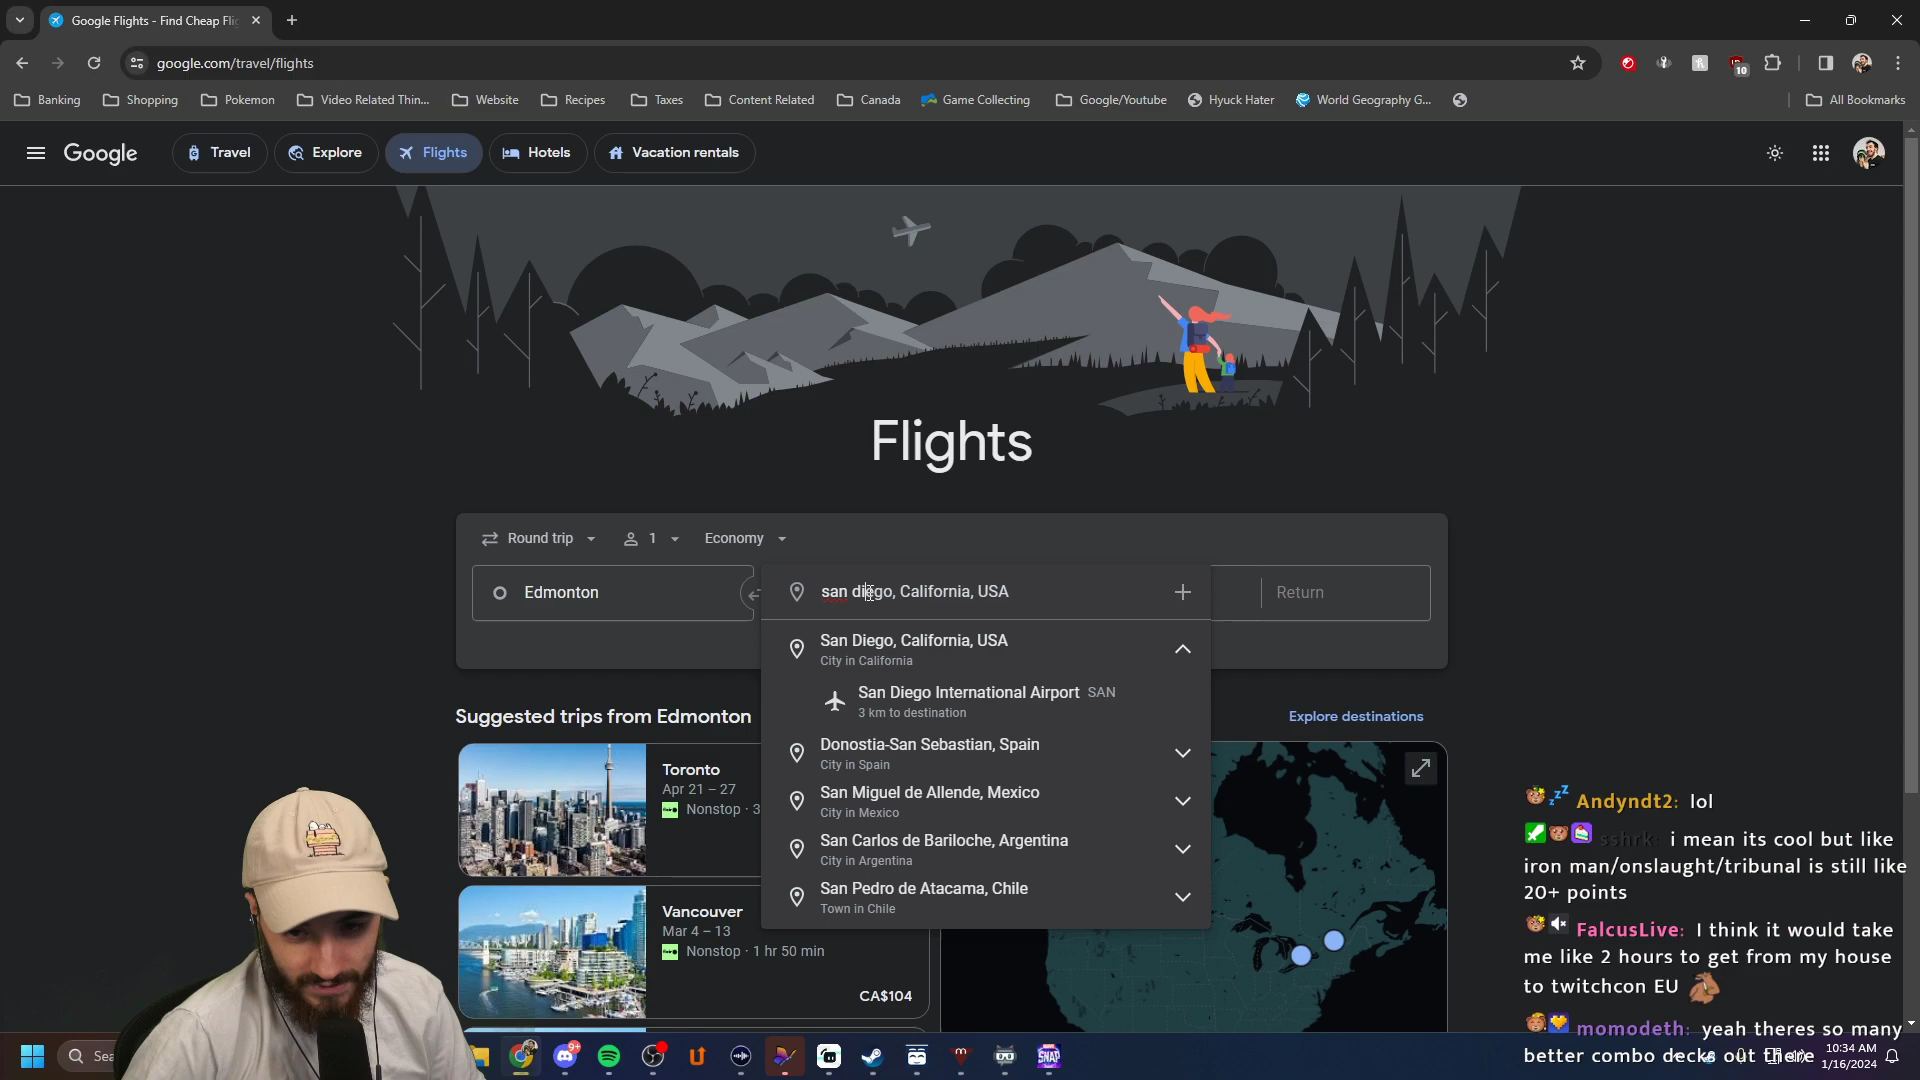 Google Flights - Find Cheap Fli
google.com/travel/flights
10
Banking
Shopping
Pokemon
Video Related Thin...
Website
Recipes
Taxes
Content Related
Canada
Game Collecting
Google/Youtube
Hyuck Hater
World Geography G...
All Bookmarks
Google
Travel
Explore
Flights
Hotels
Vacation rentals
Flights
Round trip
1
Economy
Edmonton
san diego, California, USA
Return
San Diego, California, USA
City in California
San Diego International Airport SAN
3 km to destination
Donostia-San Sebastian, Spain
City in Spain
San Miguel de Allende, Mexico
City in Mexico
San Carlos de Bariloche, Argentina
City in Argentina
San Pedro de Atacama, Chile
Town in Chile
Suggested trips from Edmonton
Explore destinations
Toronto
Apr 21 – 27
Nonstop · 3
Vancouver
Mar 4 – 13
Nonstop · 1 hr 50 min
CA$104
Andyndt2: lol
sshrk: i mean its cool but like
iron man/onslaught/tribunal is still like
20+ points
FalcusLive: I think it would take
me like 2 hours to get from my house
to twitchcon EU
momodeth: yeah theres so many
better combo decks out there
Sea
9+
SNAP
10:34 AM
1/16/2024